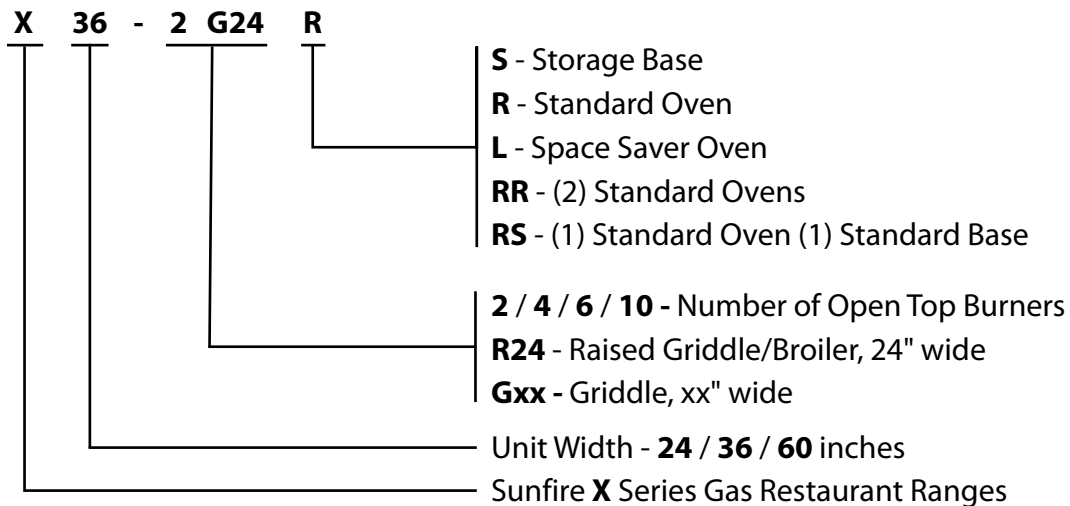 X 36 - 2 G24 R
S - Storage Base
R - Standard Oven
L - Space Saver Oven
RR - (2) Standard Ovens
RS - (1) Standard Oven (1) Standard Base
2 / 4 / 6 / 10 - Number of Open Top Burners
R24 - Raised Griddle/Broiler, 24" wide
Gxx - Griddle, xx" wide
Unit Width - 24 / 36 / 60 inches
Sunfire X Series Gas Restaurant Ranges